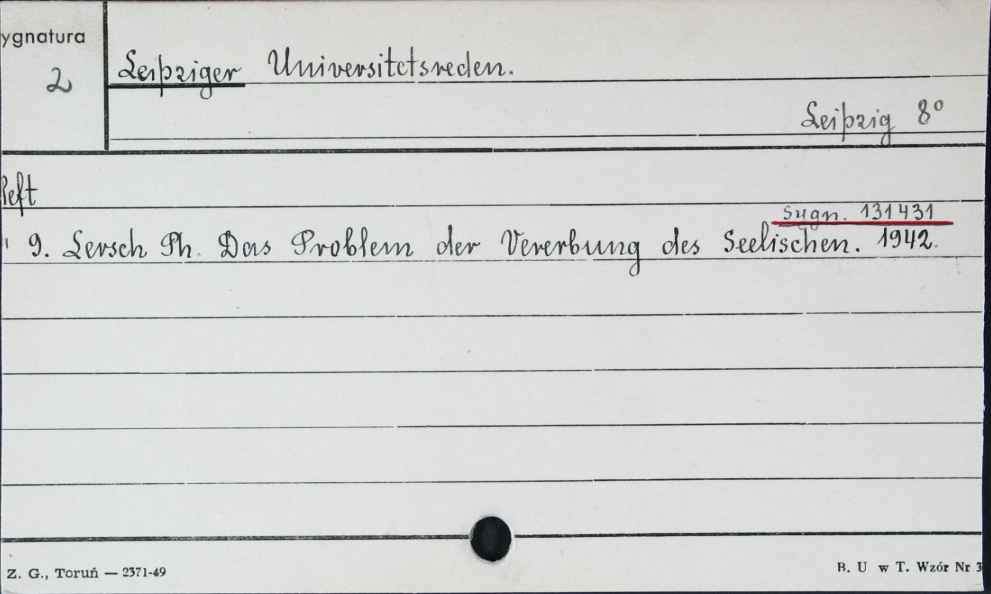 ygnatura
2
Leipziger Universitetsreden.
Leipzig 8°
Heft
Sygn. 131431
9. Lersch Ph. Das Problem der Vererbung des Seelischen. 1942.
Z. G., Toruń — 2371-49
B. U w T. Wzór Nr 3